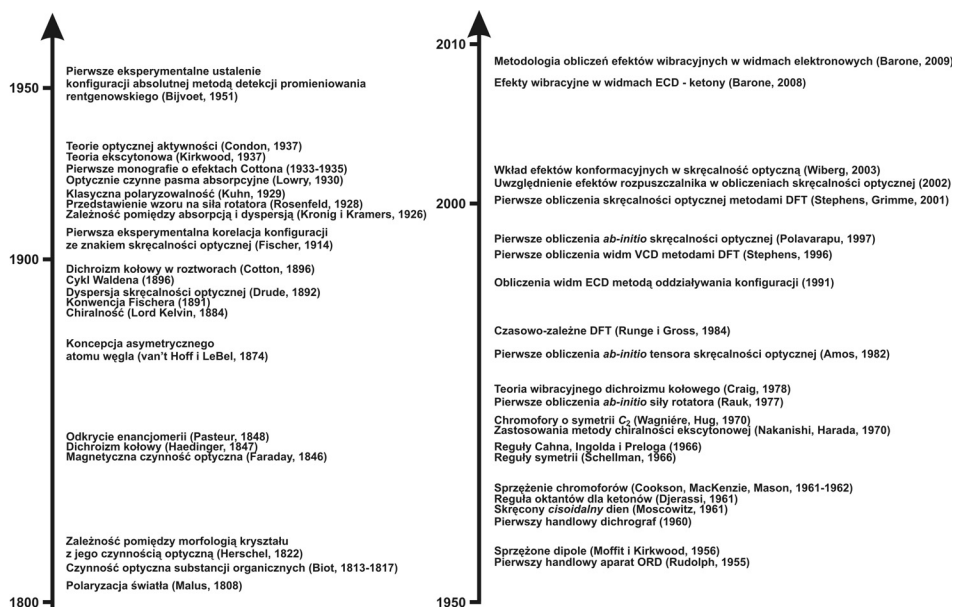 1950
Pierwsze eksperymentalne ustalenie
konfiguracji absolutnej metodą detekcji promieniowania
rentgenowskiego (Bijvoet, 1951)
Teorie optycznej aktywności (Condon, 1937)
Teoria ekscytonowa (Kirkwood, 1937)
Pierwsze monografie o efektach Cottona (1933-1935)
Optycznie czynne pasma absorpcyjne (Lowry, 1930)
Klasyczna polaryzowalność (Kuhn, 1929)
Przedstawienie wzoru na siła rotatora (Rosenfeld, 1928)
Zależność pomiędzy absorpcją i dyspersją (Kronig i Kramers, 1926)
Pierwsza eksperymentalna korelacja konfiguracji
ze znakiem skręcalności optycznej (Fischer, 1914)
1900
Dichroizm kołowy w roztworach (Cotton, 1896)
Cykl Waldena (1896)
Dyspersja skręcalności optycznej (Drude, 1892)
Konwencja Fischera (1891)
Chiralność (Lord Kelvin, 1884)
Koncepcja asymetrycznego
atomu węgla (van't Hoff i LeBel, 1874)
Odkrycie enancjomerii (Pasteur, 1848)
Dichroizm kołowy (Haedinger, 1847)
Magnetyczna czynność optyczna (Faraday, 1846)
Zależność pomiędzy morfologią kryształu
z jego czynnością optyczną (Herschel, 1822)
Czynność optyczna substancji organicznych (Biot, 1813-1817)
Polaryzacja światła (Malus, 1808)
1800
2010
Metodologia obliczeń efektów wibracyjnych w widmach elektronowych (Barone, 2009)
Efekty wibracyjne w widmach ECD - ketony (Barone, 2008)
Wkład efektów konformacyjnych w skręcalność optyczną (Wiberg, 2003)
Uwzględnienie efektów rozpuszczalnika w obliczeniach skręcalności optycznej (2002)
2000
Pierwsze obliczenia skręcalności optycznej metodami DFT (Stephens, Grimme, 2001)
Pierwsze obliczenia ab-initio skręcalności optycznej (Polavarapu, 1997)
Pierwsze obliczenia widm VCD metodami DFT (Stephens, 1996)
Obliczenia widm ECD metodą oddziaływania konfiguracji (1991)
Czasowo-zależne DFT (Runge i Gross, 1984)
Pierwsze obliczenia ab-initio tensora skręcalności optycznej (Amos, 1982)
Teoria wibracyjnego dichroizmu kołowego (Craig, 1978)
Pierwsze obliczenia ab-initio siły rotatora (Rauk, 1977)
Chromofory o symetrii C₂ (Wagniére, Hug, 1970)
Zastosowania metody chiralności ekscytonowej (Nakanishi, Harada, 1970)
Reguły Cahna, Ingolda i Preloga (1966)
Reguły symetrii (Schellman, 1966)
Sprzężenie chromoforów (Cookson, MacKenzie, Mason, 1961-1962)
Reguła oktantów dla ketonów (Djerassi, 1961)
Skręcony cisoidalny dien (Moscowitz, 1961)
Pierwszy handlowy dichrograf (1960)
Sprzężone dipole (Moffit i Kirkwood, 1956)
Pierwszy handlowy aparat ORD (Rudolph, 1955)
1950